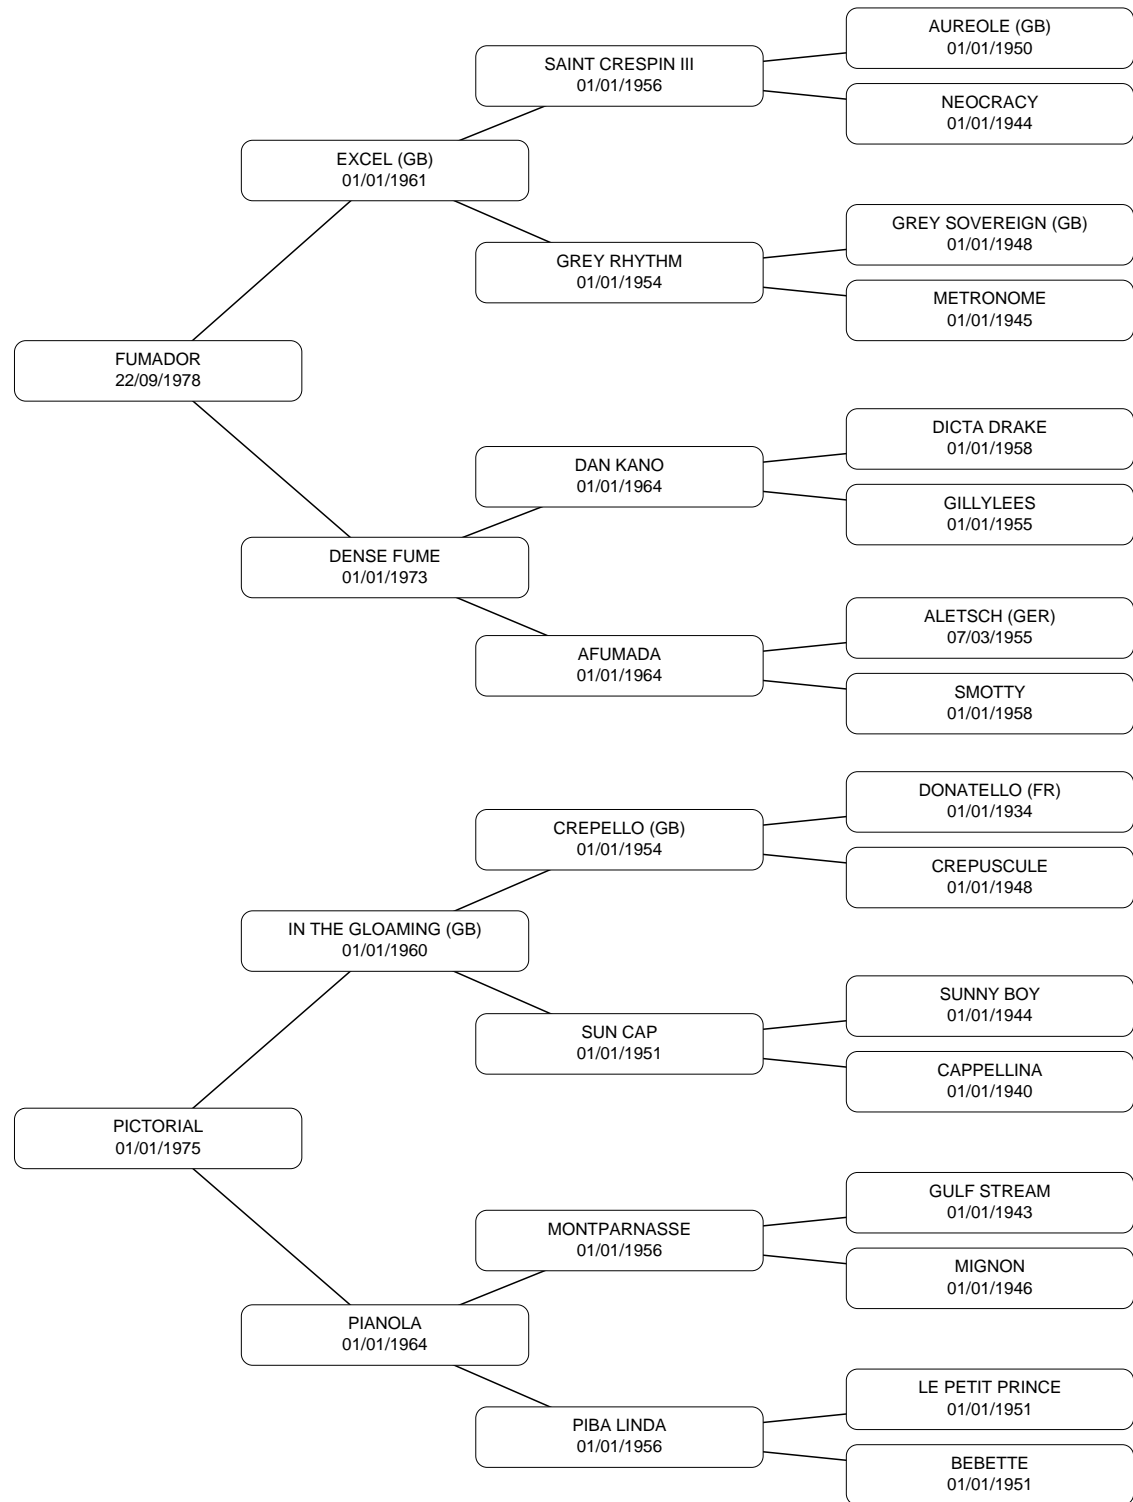 AUREOLE (GB)
01/01/1950
SAINT CRESPIN III
01/01/1956
NEOCRACY
01/01/1944
EXCEL (GB)
01/01/1961
GREY SOVEREIGN (GB)
01/01/1948
GREY RHYTHM
01/01/1954
METRONOME
01/01/1945
FUMADOR
22/09/1978
DICTA DRAKE
01/01/1958
DAN KANO
01/01/1964
GILLYLEES
01/01/1955
DENSE FUME
01/01/1973
ALETSCH (GER)
07/03/1955
AFUMADA
01/01/1964
SMOTTY
01/01/1958
DONATELLO (FR)
01/01/1934
CREPELLO (GB)
01/01/1954
CREPUSCULE
01/01/1948
IN THE GLOAMING (GB)
01/01/1960
SUNNY BOY
01/01/1944
SUN CAP
01/01/1951
CAPPELLINA
01/01/1940
PICTORIAL
01/01/1975
GULF STREAM
01/01/1943
MONTPARNASSE
01/01/1956
MIGNON
01/01/1946
PIANOLA
01/01/1964
LE PETIT PRINCE
01/01/1951
PIBA LINDA
01/01/1956
BEBETTE
01/01/1951